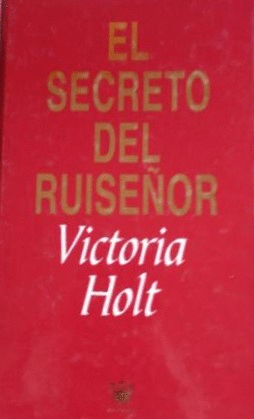 EL
SECRETO
DEL
RUISEÑOR
Victoria
Holt